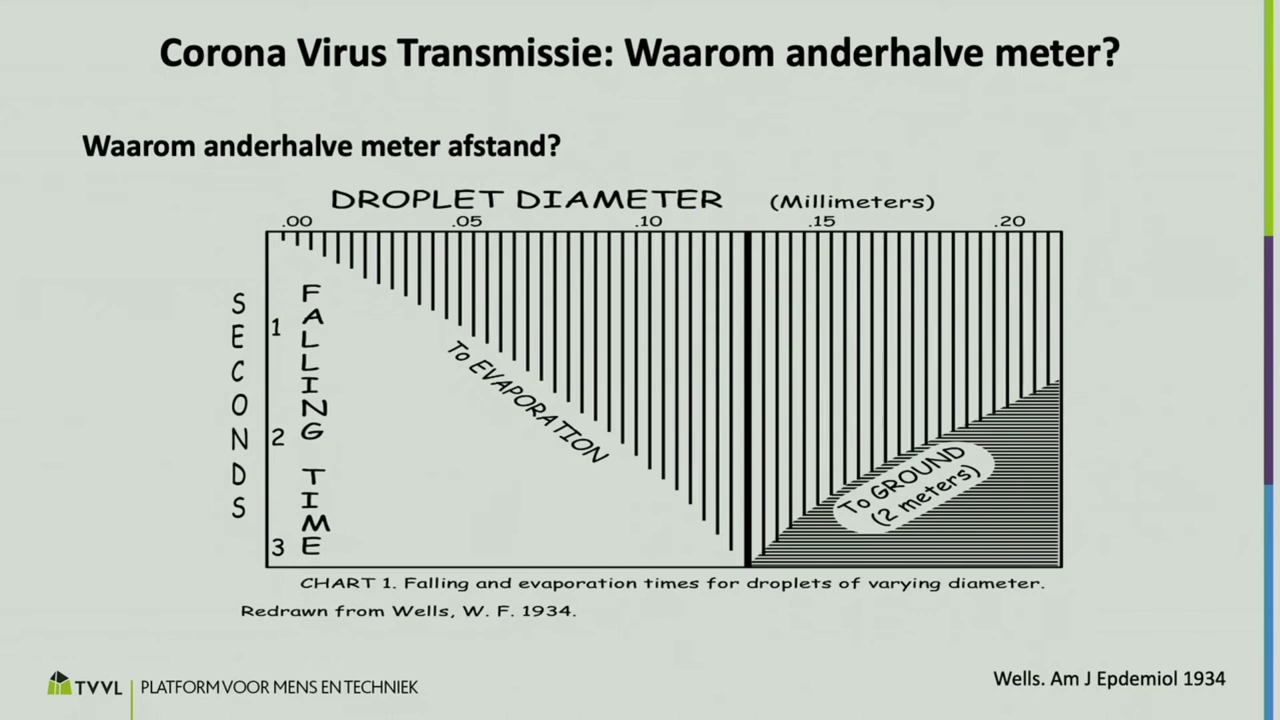 Corona Virus Transmissie: Waarom anderhalve meter?
Waarom anderhalve meter afstand?
DROPLET DIAMETER (Millimeters)
.00 .05 .10 .15 .20
SECONDS
FALLING TIME
1
2
3
To EVAPORATION
To GROUND
(2 meters)
CHART 1. Falling and evaporation times for droplets of varying diameter.
Redrawn from Wells, W. F. 1934.
TVVL PLATFORM VOOR MENS EN TECHNIEK
Wells. Am J Epdemiol 1934